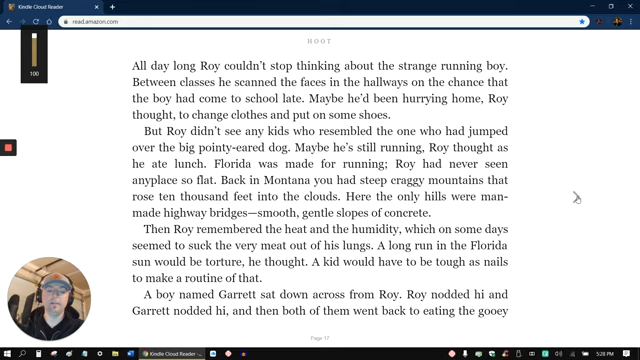 Kindle Cloud Reader
read.amazon.com
100
HOOT
All day long Roy couldn't stop thinking about the strange running boy.
Between classes he scanned the faces in the hallways on the chance that
the boy had come to school late. Maybe he'd been hurrying home, Roy
thought, to change clothes and put on some shoes.
But Roy didn't see any kids who resembled the one who had jumped
over the big pointy-eared dog. Maybe he's still running, Roy thought as
he ate lunch. Florida was made for running; Roy had never seen
anyplace so flat. Back in Montana you had steep craggy mountains that
rose ten thousand feet into the clouds. Here the only hills were man-
made highway bridges—smooth, gentle slopes of concrete.
Then Roy remembered the heat and the humidity, which on some days
seemed to suck the very meat out of his lungs. A long run in the Florida
sun would be torture, he thought. A kid would have to be tough as nails
to make a routine of that.
A boy named Garrett sat down across from Roy. Roy nodded hi and
Garrett nodded hi, and then both of them went back to eating the gooey
Page 17
Kindle Cloud Reader -
5:28 PM